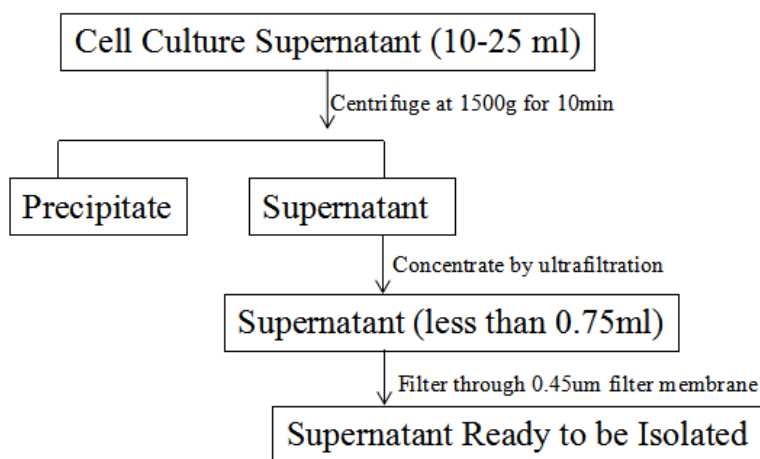 Cell Culture Supernatant (10-25 ml)
Centrifuge at 1500g for 10min
Precipitate
Supernatant
Concentrate by ultrafiltration
Supernatant (less than 0.75ml)
Filter through 0.45um filter membrane
Supernatant Ready to be Isolated